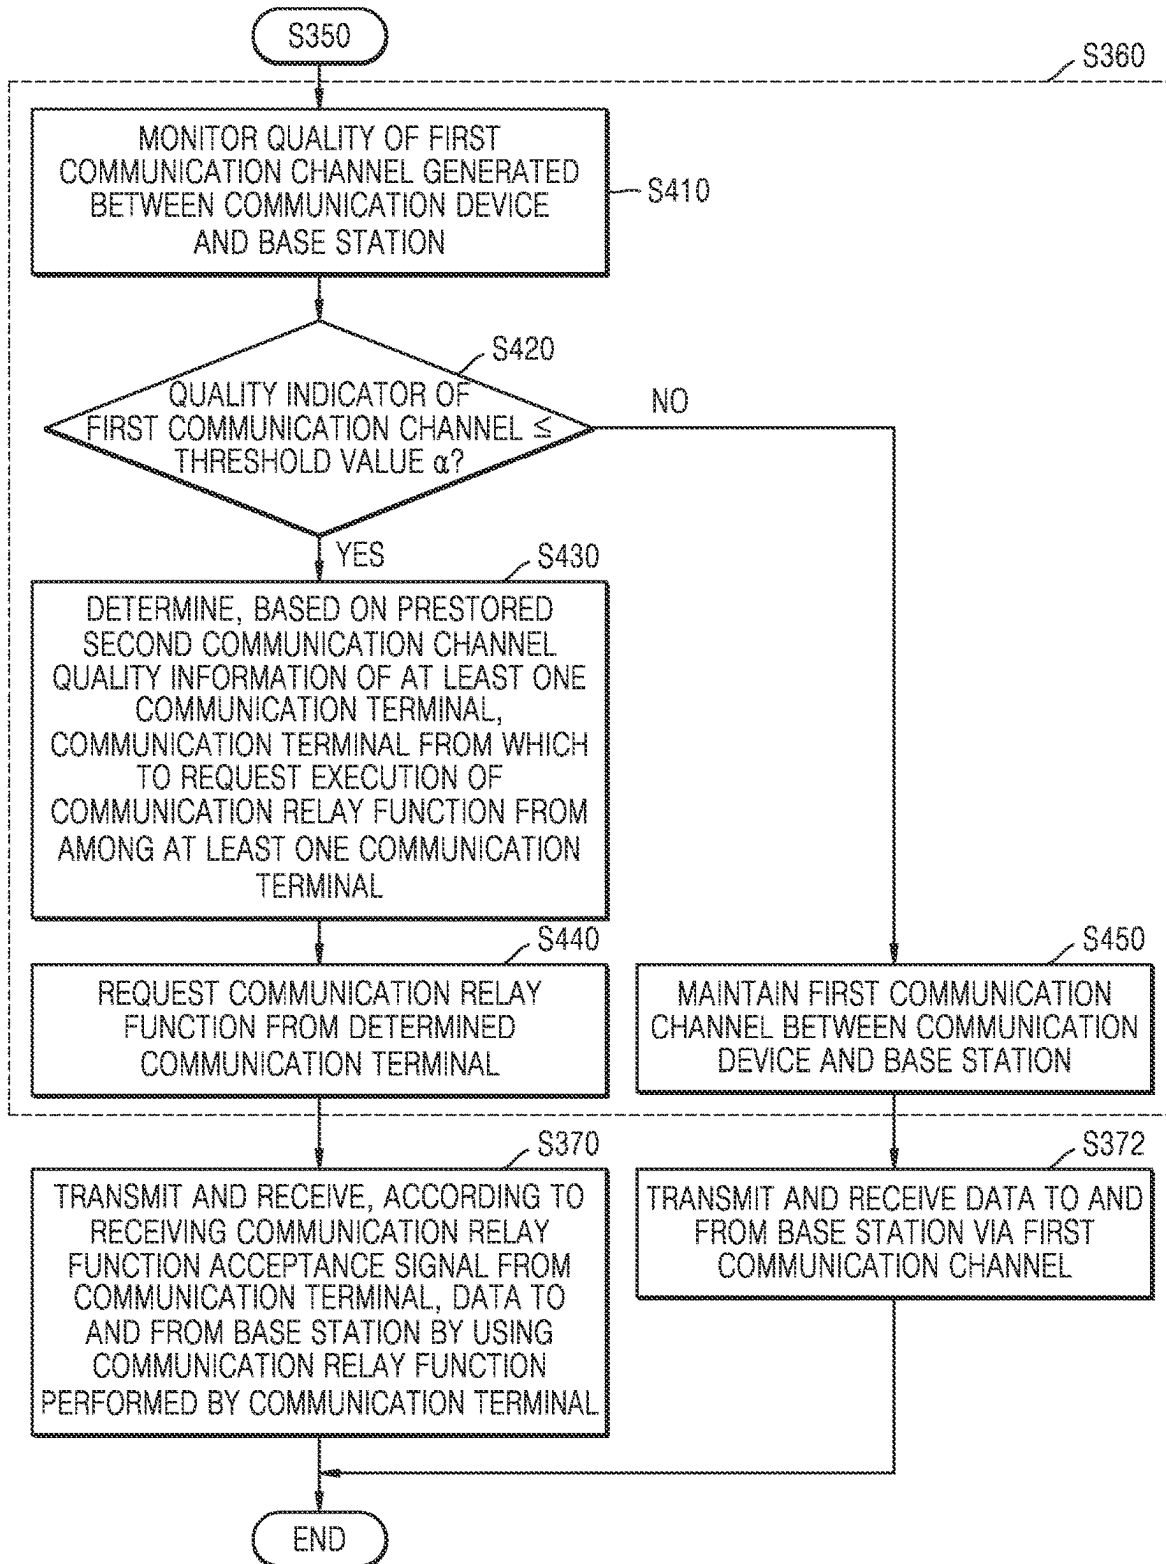 S350
S360
MONITOR QUALITY OF FIRST
COMMUNICATION CHANNEL GENERATED
BETWEEN COMMUNICATION DEVICE
AND BASE STATION
S410
S420
QUALITY INDICATOR OF
FIRST COMMUNICATION CHANNEL ≤
THRESHOLD VALUE α?
NO
YES
S430
DETERMINE, BASED ON PRESTORED
SECOND COMMUNICATION CHANNEL
QUALITY INFORMATION OF AT LEAST ONE
COMMUNICATION TERMINAL,
COMMUNICATION TERMINAL FROM WHICH
TO REQUEST EXECUTION OF
COMMUNICATION RELAY FUNCTION FROM
AMONG AT LEAST ONE COMMUNICATION
TERMINAL
S440
REQUEST COMMUNICATION RELAY
FUNCTION FROM DETERMINED
COMMUNICATION TERMINAL
S450
MAINTAIN FIRST COMMUNICATION
CHANNEL BETWEEN COMMUNICATION
DEVICE AND BASE STATION
S370
TRANSMIT AND RECEIVE, ACCORDING TO
RECEIVING COMMUNICATION RELAY
FUNCTION ACCEPTANCE SIGNAL FROM
COMMUNICATION TERMINAL, DATA TO
AND FROM BASE STATION BY USING
COMMUNICATION RELAY FUNCTION
PERFORMED BY COMMUNICATION TERMINAL
S372
TRANSMIT AND RECEIVE DATA TO AND
FROM BASE STATION VIA FIRST
COMMUNICATION CHANNEL
END